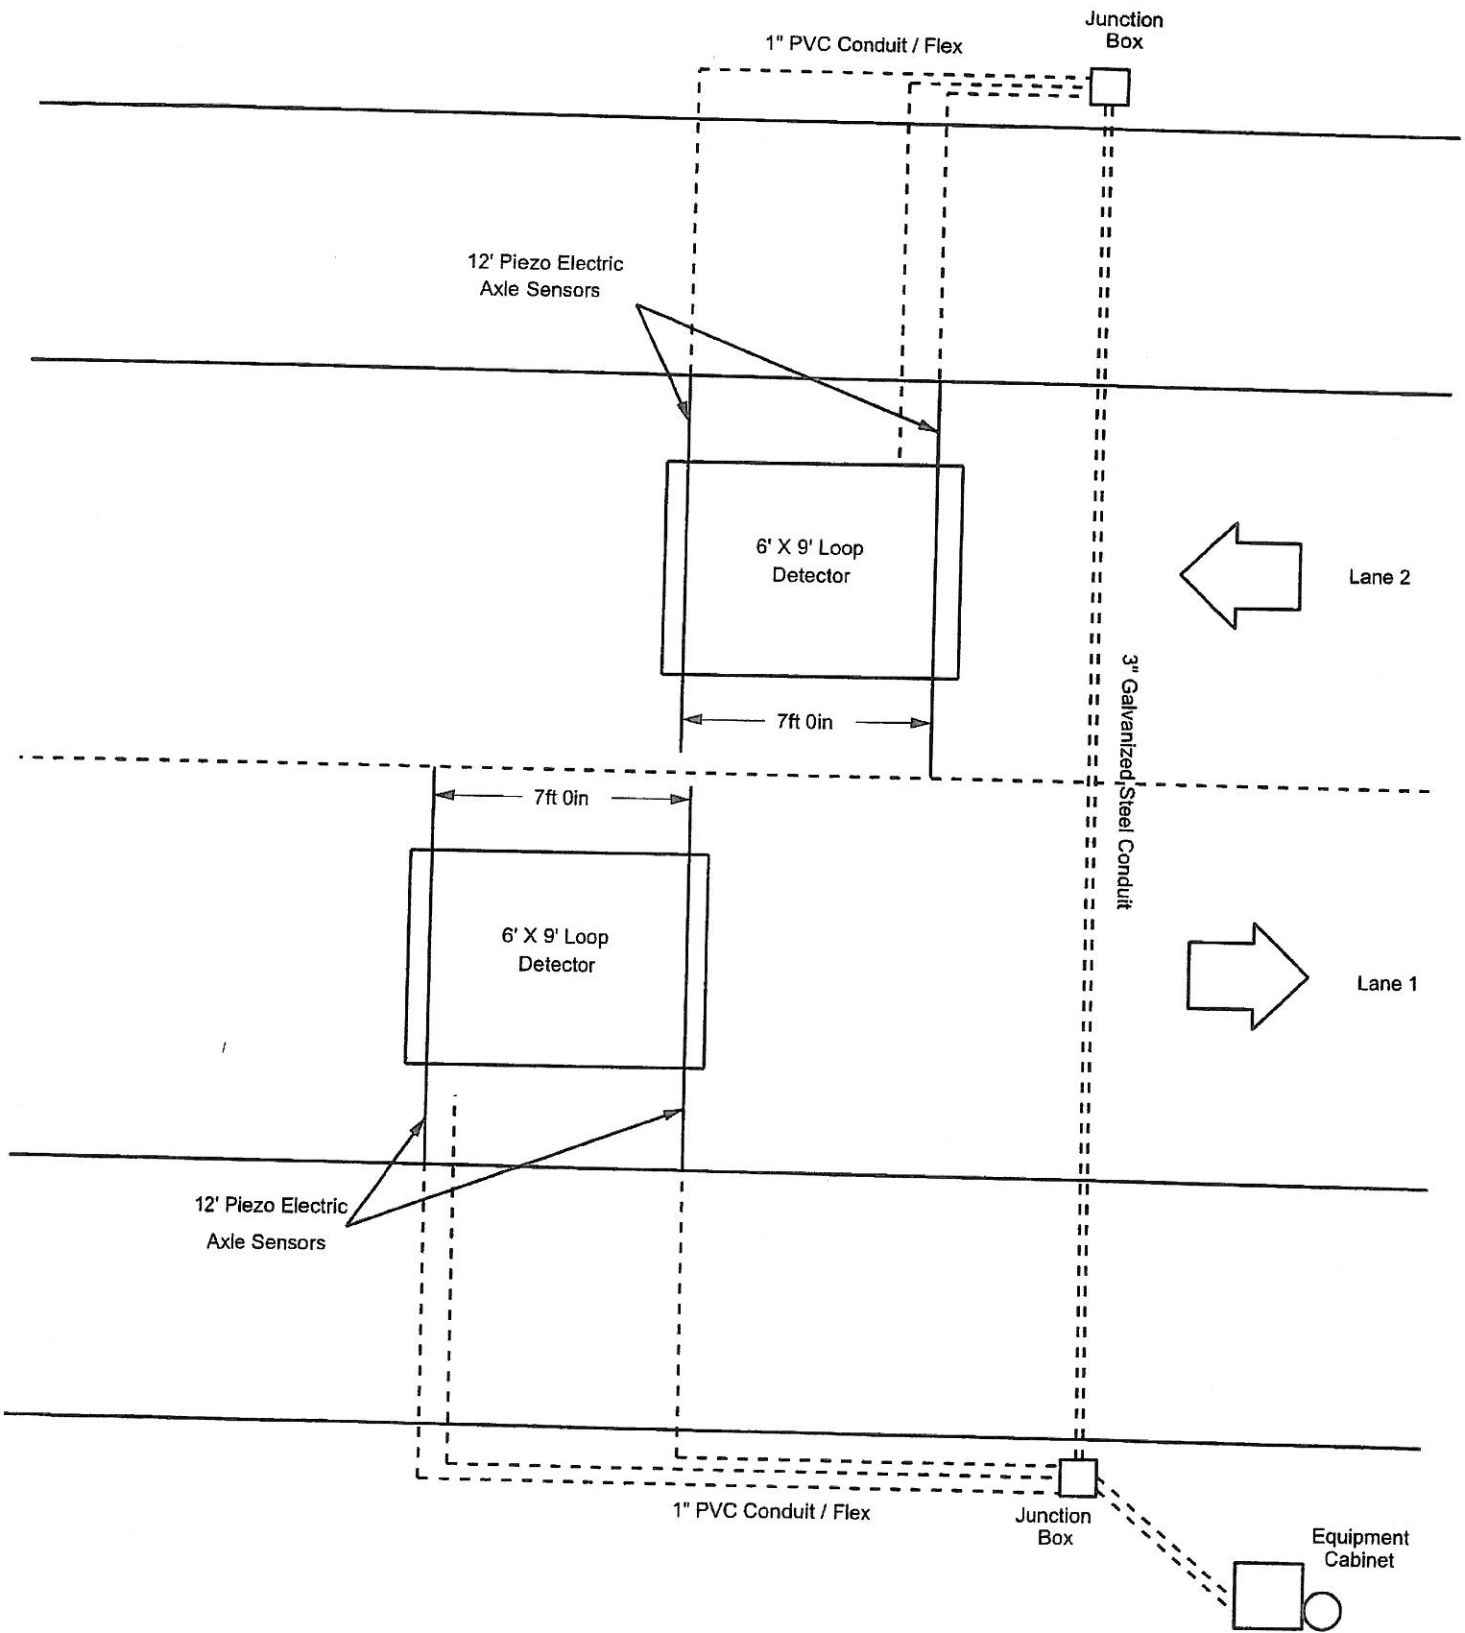 Junction
Box
1" PVC Conduit / Flex
12' Piezo Electric
Axle Sensors
6' X 9' Loop
Detector
Lane 2
3" Galvanized Steel Conduit
7ft 0in
7ft 0in
6' X 9' Loop
Detector
Lane 1
12' Piezo Electric
Axle Sensors
1" PVC Conduit / Flex
Junction
Box
Equipment
Cabinet